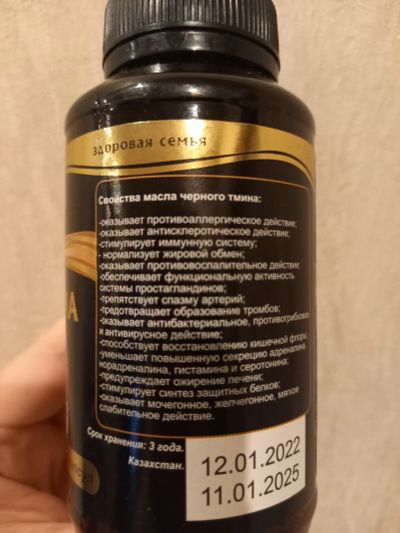 здоровая семья
Свойства масла черного тмина:
-оказывает противоаллергическое действие;
-оказывает антисклеротическое действие;
-стимулирует иммунную систему;
- нормализует жировой обмен;
-оказывает противовоспалительное действие;
-обеспечивает функциональную активность
системы простагландинов;
-препятствует спазму артерий;
-предотвращает образование тромбов;
-оказывает антибактериальное, противогрибковое
и антивирусное действие;
-способствует восстановлению кишечной флоры;
-уменьшает повышенную секрецию адреналина,
норадреналина, гистамина и серотонина;
-предупреждает ожирение печени;
-стимулирует синтез защитных белков;
-оказывает мочегонное, желчегонное, мягкое
слабительное действие.
Срок хранения: 3 года.
Казахстан.
12.01.2022
11.01.2025